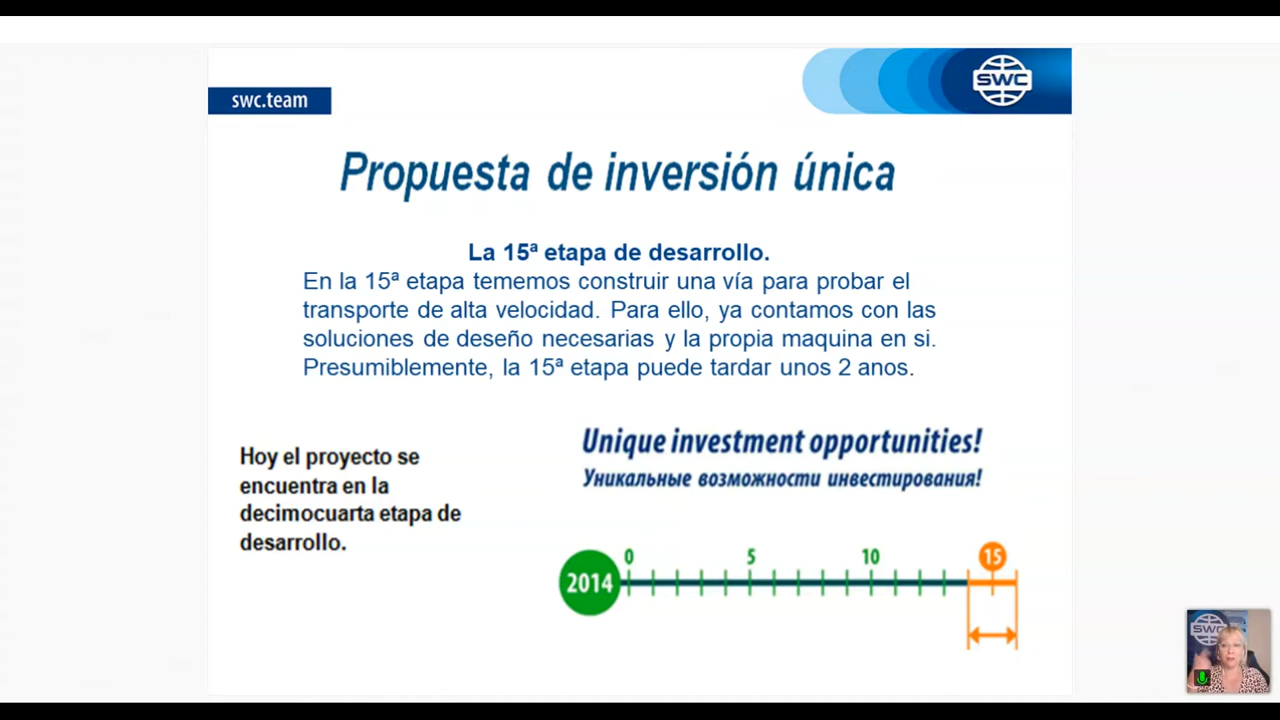 swc.team
SWC
Propuesta de inversión única
La 15ª etapa de desarrollo.
En la 15ª etapa tememos construir una vía para probar el
transporte de alta velocidad. Para ello, ya contamos con las
soluciones de deseño necesarias y la propia maquina en si.
Presumiblemente, la 15ª etapa puede tardar unos 2 anos.
Hoy el proyecto se
encuentra en la
decimocuarta etapa de
desarrollo.
Unique investment opportunities!
Уникальные возможности инвестирования!
0 5 10 15
2014
SWC